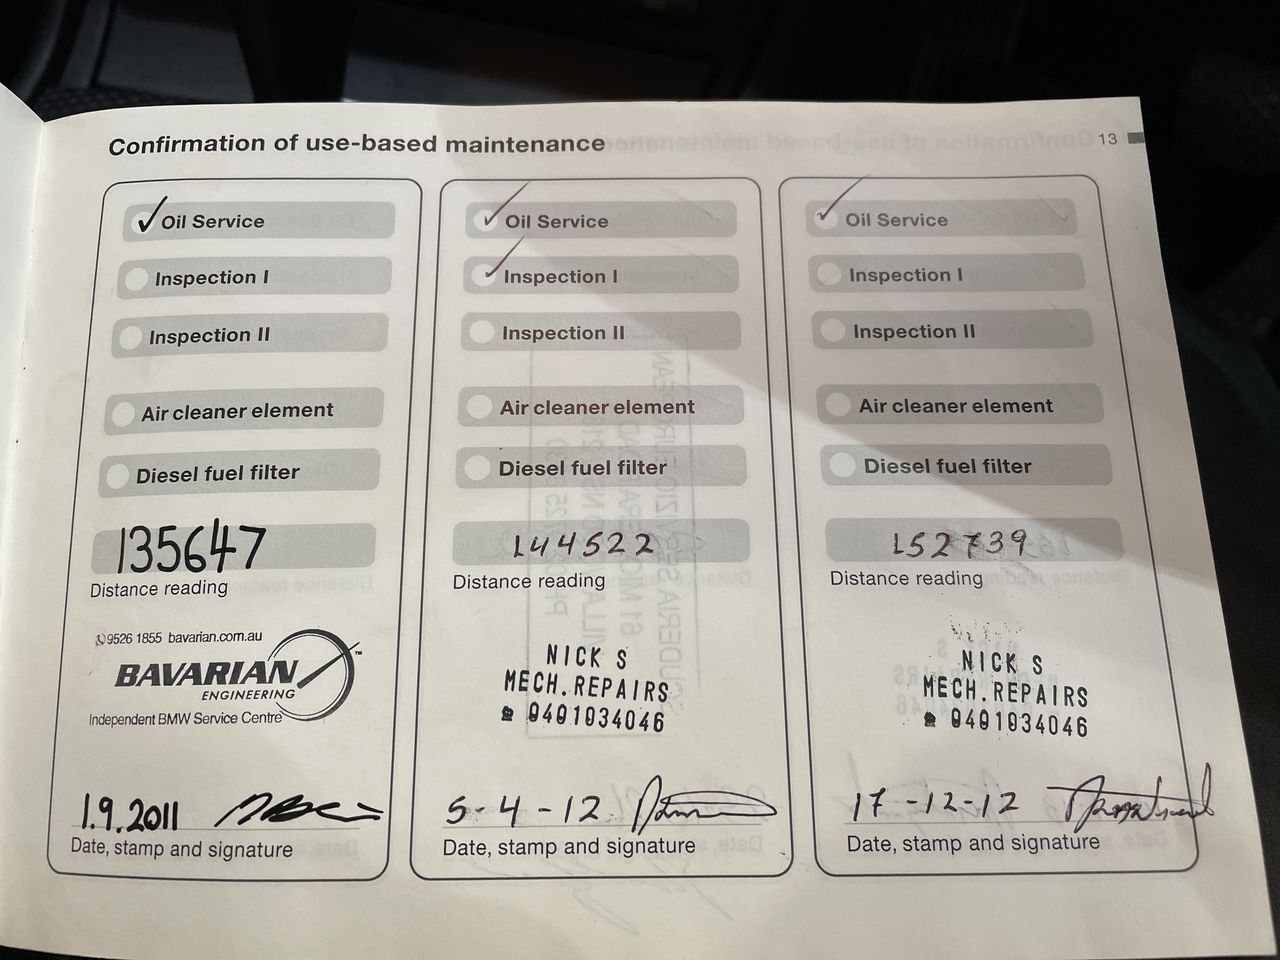 Confirmation of use-based maintenance
13
Oil Service
Inspection I
Inspection II
Air cleaner element
Diesel fuel filter
135647
Distance reading
9526 1855 bavarian.com.au
BAVARIAN™
ENGINEERING
Independent BMW Service Centre
1.9.2011
Date, stamp and signature
Oil Service
Inspection I
Inspection II
Air cleaner element
Diesel fuel filter
144522
Distance reading
NICK S
MECH.REPAIRS
☎ 0401034046
5-4-12
Date, stamp and signature
Oil Service
Inspection I
Inspection II
Air cleaner element
Diesel fuel filter
152739
Distance reading
NICK S
MECH.REPAIRS
☎ 0401034046
17-12-12
Date, stamp and signature